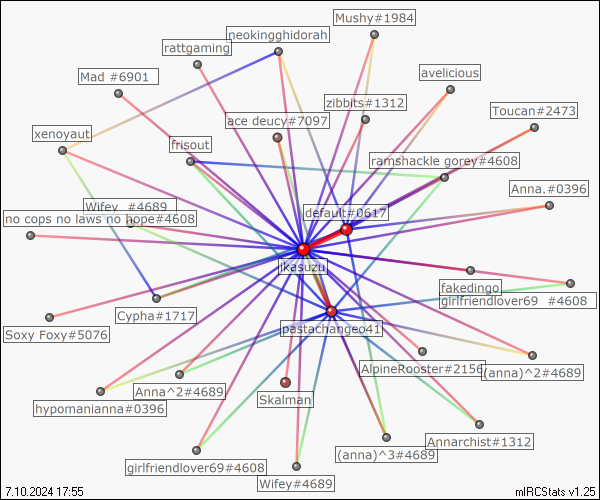 Mushy#1984
neokingghidorah
rattgaming
Mad #6901
avelicious
zibbits#1312
Toucan#2473
ace deucy#7097
xenoyaut
frisout
ramshackle gorey#4608
Anna.#0396
Wifey_#4689
default#0617
no cops no laws no hope#4608
jkasuzu
fakedingo
girlfriendlover69 #4608
Cypha#1717
pastachangeo41
Soxy Foxy#5076
AlpineRooster#2156
(anna)^2#4689
Anna^2#4689
Skalman
hypomanianna#0396
Annarchist#1312
(anna)^3#4689
girlfriendlover69#4608
Wifey#4689
7.10.2024 17:55
mIRCStats v1.25